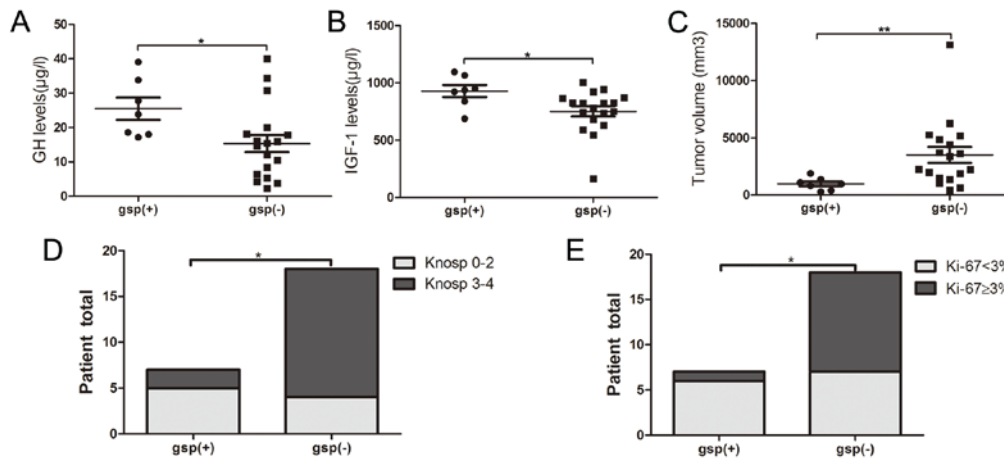 A
GH levels(µg/l)
50
40
30
20
10
0
*
gsp(+)
gsp(-)
B
IGF-1 levels(µg/l)
1500
1000
500
0
*
gsp(+)
gsp(-)
C
Tumor volume (mm3)
15000
10000
5000
0
**
gsp(+)
gsp(-)
D
Patient total
20
15
10
5
0
*
Knosp 0-2
Knosp 3-4
gsp(+)
gsp(-)
E
Patient total
20
15
10
5
0
*
Ki-67<3%
Ki-67≥3%
gsp(+)
gsp(-)